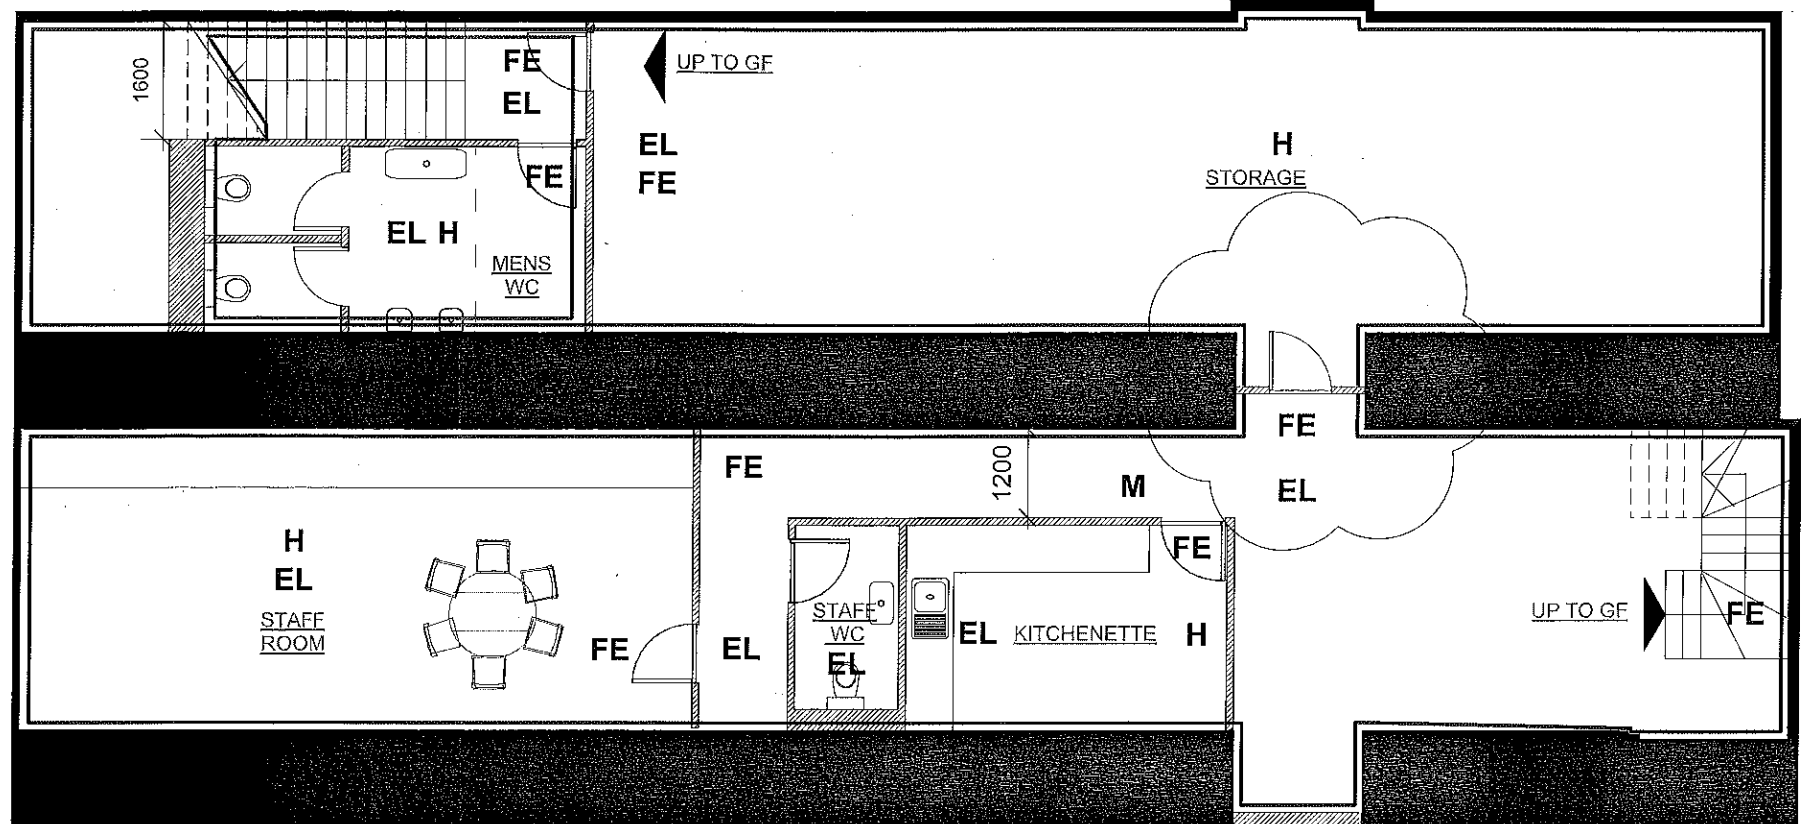 1600
FE
EL
UP TO GF
EL
FE
H
STORAGE
FE
EL H
MENS
WC
FE
EL
FE
1200
M
H
EL
STAFF
ROOM
FE
EL
STAFF
WC
EL
FE
EL
KITCHENETTE
H
UP TO GF
FE